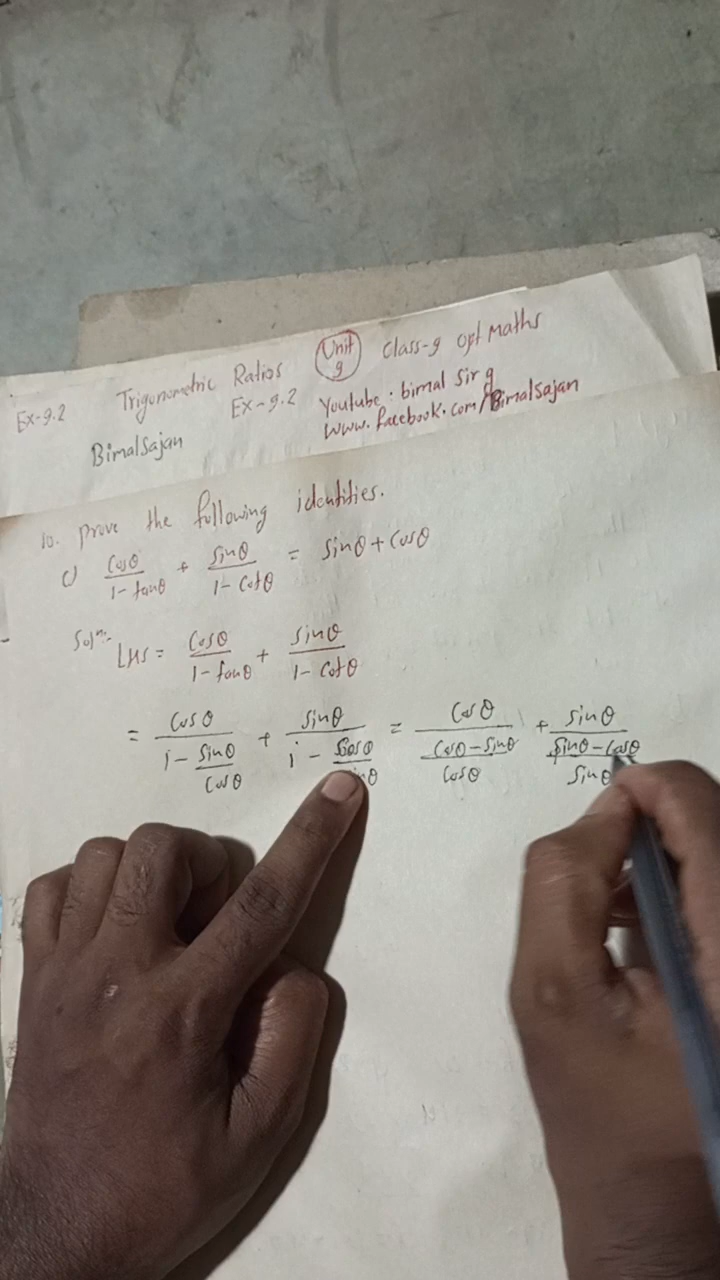 Ex-9.2 Trigonometric Ratios Unit 9 Class-9 opt Maths
BimalSajan Ex-9.2 Youtube: bimal Sir g
www.facebook.com/BimalSajan
10. prove the following identities.
c) cosθ/(1-tanθ) + sinθ/(1-cotθ) = sinθ+cosθ
Solⁿ:- LHS = cosθ/(1-tanθ) + sinθ/(1-cotθ)
= cosθ/(1-sinθ/cosθ) + sinθ/(1-cosθ/sinθ) = cosθ/((cosθ-sinθ)/cosθ) + sinθ/((sinθ-cosθ)/sinθ)